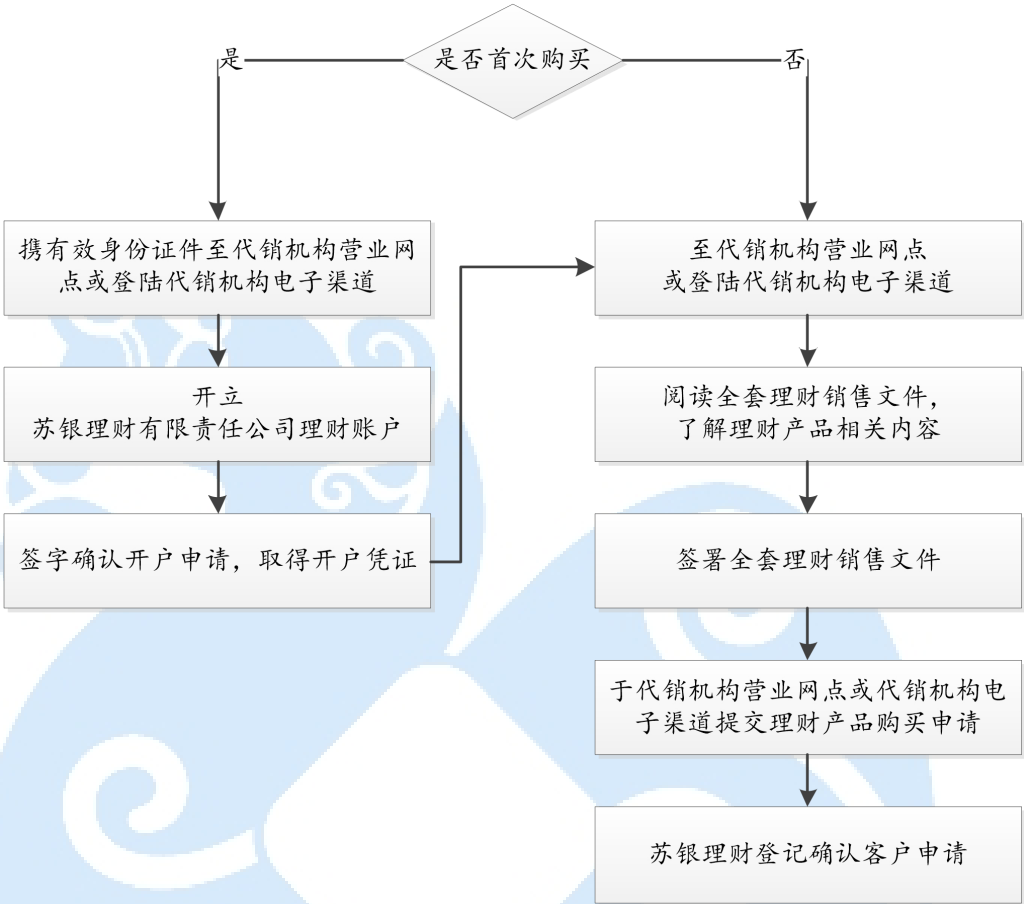 是否首次购买
是
否
携有效身份证件至代销机构营业网
点或登陆代销机构电子渠道
开立
苏银理财有限责任公司理财账户
签字确认开户申请，取得开户凭证
至代销机构营业网点
或登陆代销机构电子渠道
阅读全套理财销售文件，
了解理财产品相关内容
签署全套理财销售文件
于代销机构营业网点或代销机构电
子渠道提交理财产品购买申请
苏银理财登记确认客户申请